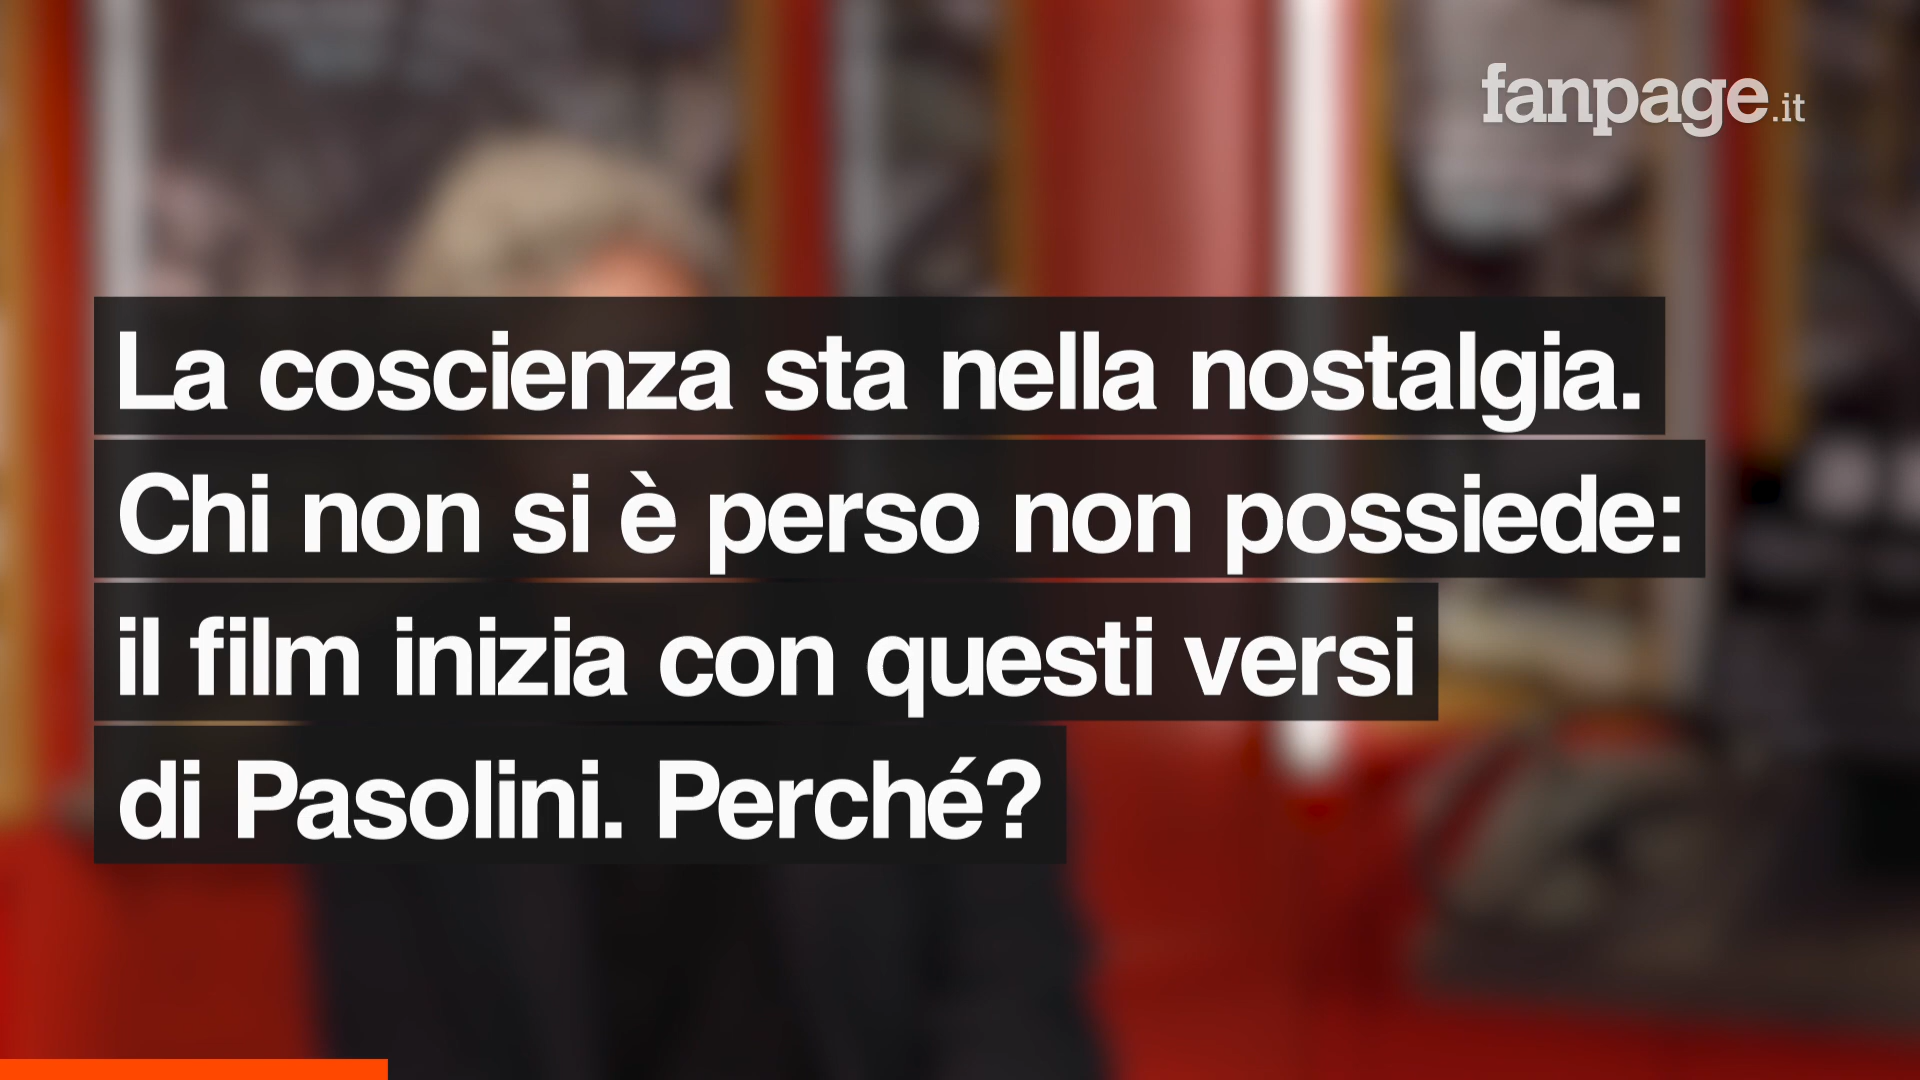 fanpage.it
La coscienza sta nella nostalgia.
Chi non si è perso non possiede:
il film inizia con questi versi
di Pasolini. Perché?